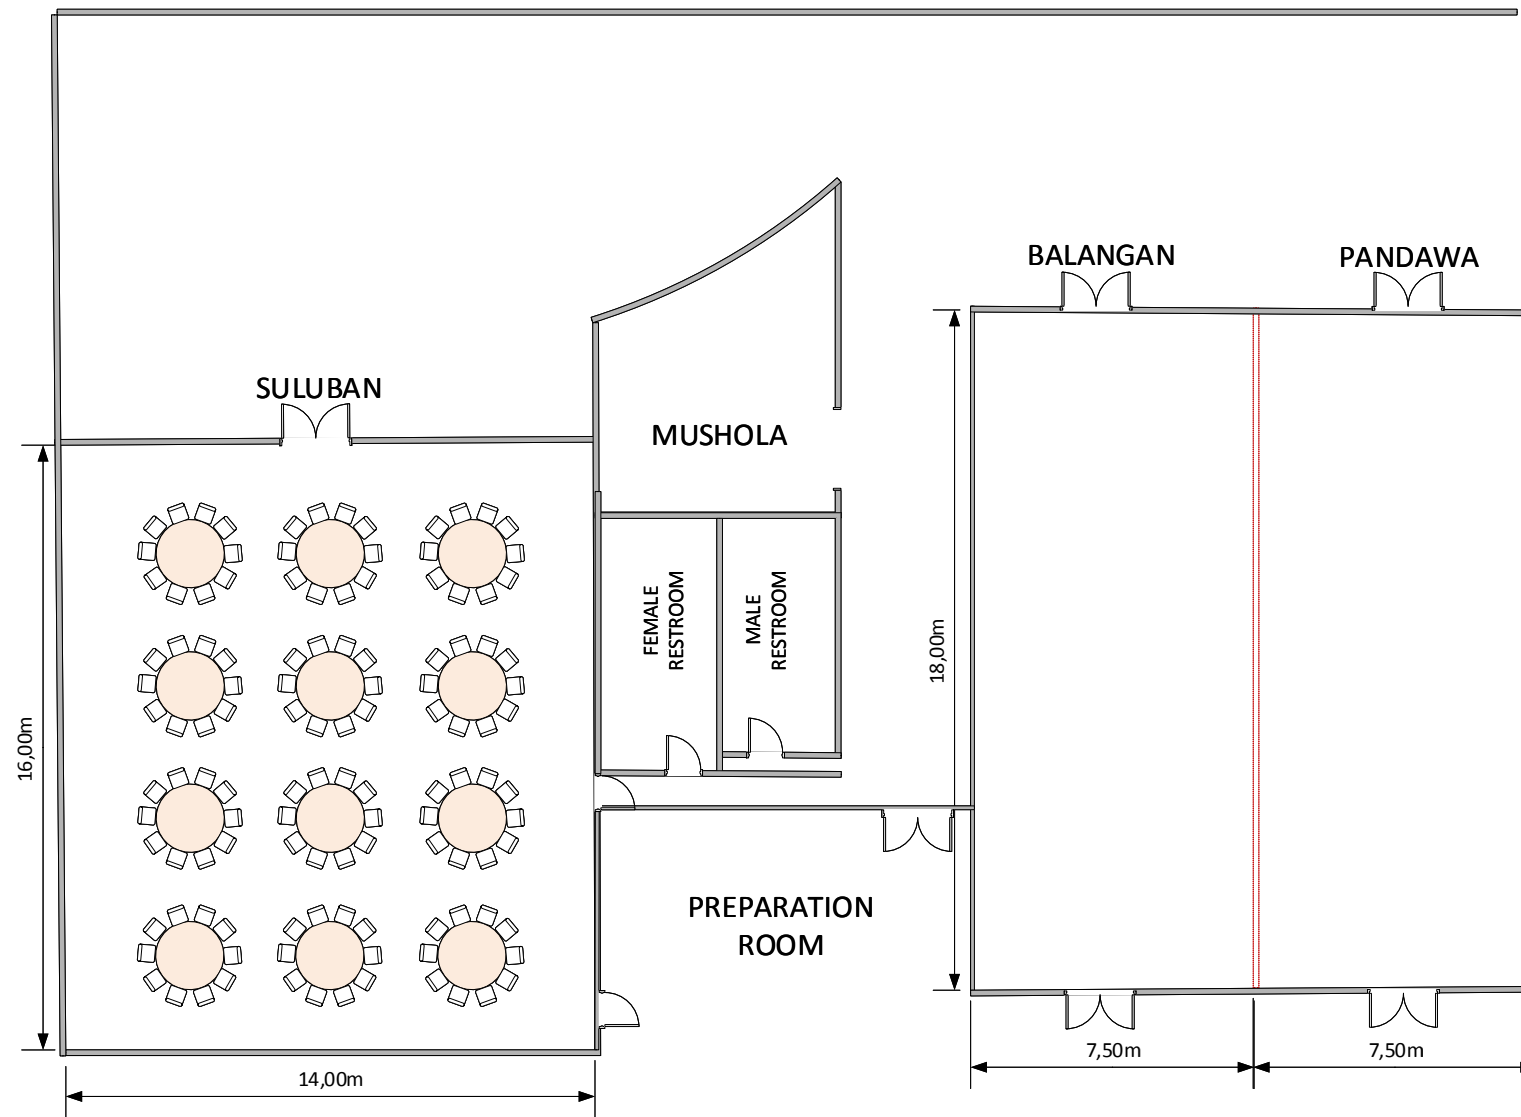 BALANGAN
PANDAWA
SULUBAN
MUSHOLA
FEMALE
RESTROOM
MALE
RESTROOM
18,00m
16,00m
PREPARATION
ROOM
7,50m
7,50m
14,00m